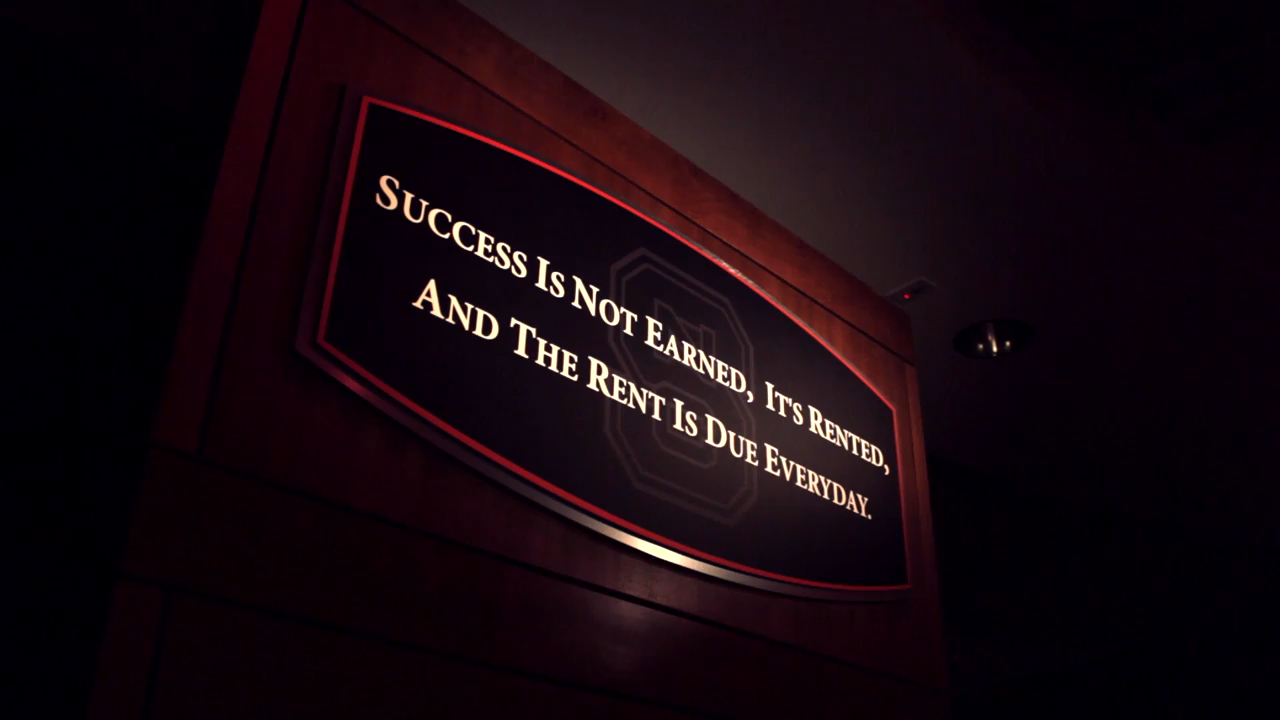 Success Is Not Earned, It's Rented,
And The Rent Is Due Everyday.